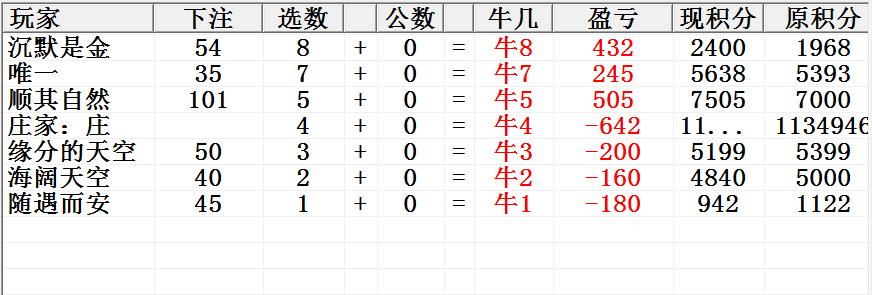 玩家 下注 选数 公数 牛几 盈亏 现积分 原积分
沉默是金 54 8 + 0 = 牛8 432 2400 1968
唯一 35 7 + 0 = 牛7 245 5638 5393
顺其自然 101 5 + 0 = 牛5 505 7505 7000
庄家：庄 4 + 0 = 牛4 -642 11... 1134946
缘分的天空 50 3 + 0 = 牛3 -200 5199 5399
海阔天空 40 2 + 0 = 牛2 -160 4840 5000
随遇而安 45 1 + 0 = 牛1 -180 942 1122